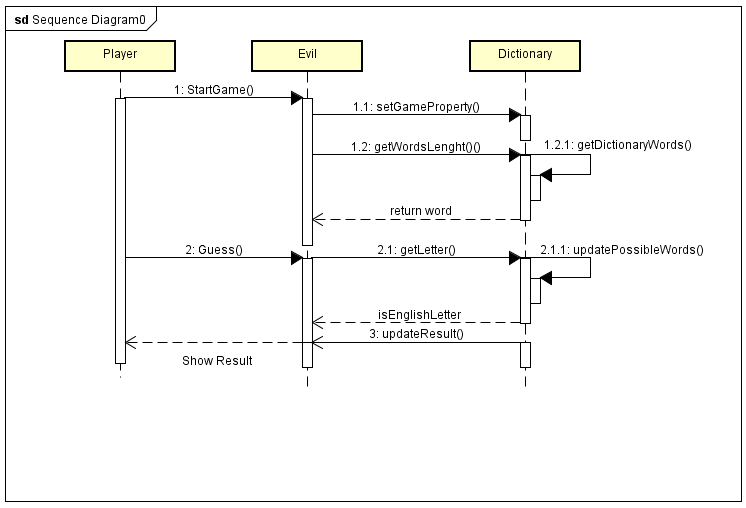 sd Sequence Diagram0
Player
Evil
Dictionary
1: StartGame()
1.1: setGameProperty()
1.2: getWordsLenght()()
1.2.1: getDictionaryWords()
return word
2: Guess()
2.1: getLetter()
2.1.1: updatePossibleWords()
isEnglishLetter
3: updateResult()
Show Result